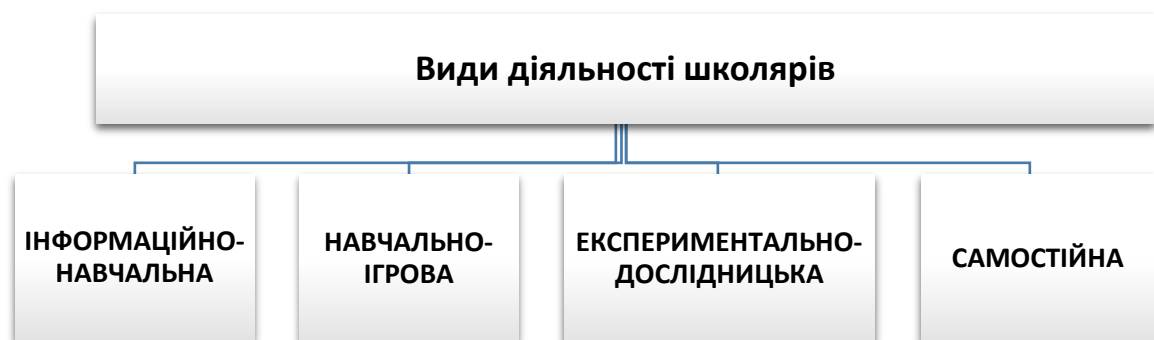 Види діяльності школярів
ІНФОРМАЦІЙНО-
НАВЧАЛЬНА
НАВЧАЛЬНО-
ІГРОВА
ЕКСПЕРИМЕНТАЛЬНО-
ДОСЛІДНИЦЬКА
САМОСТІЙНА